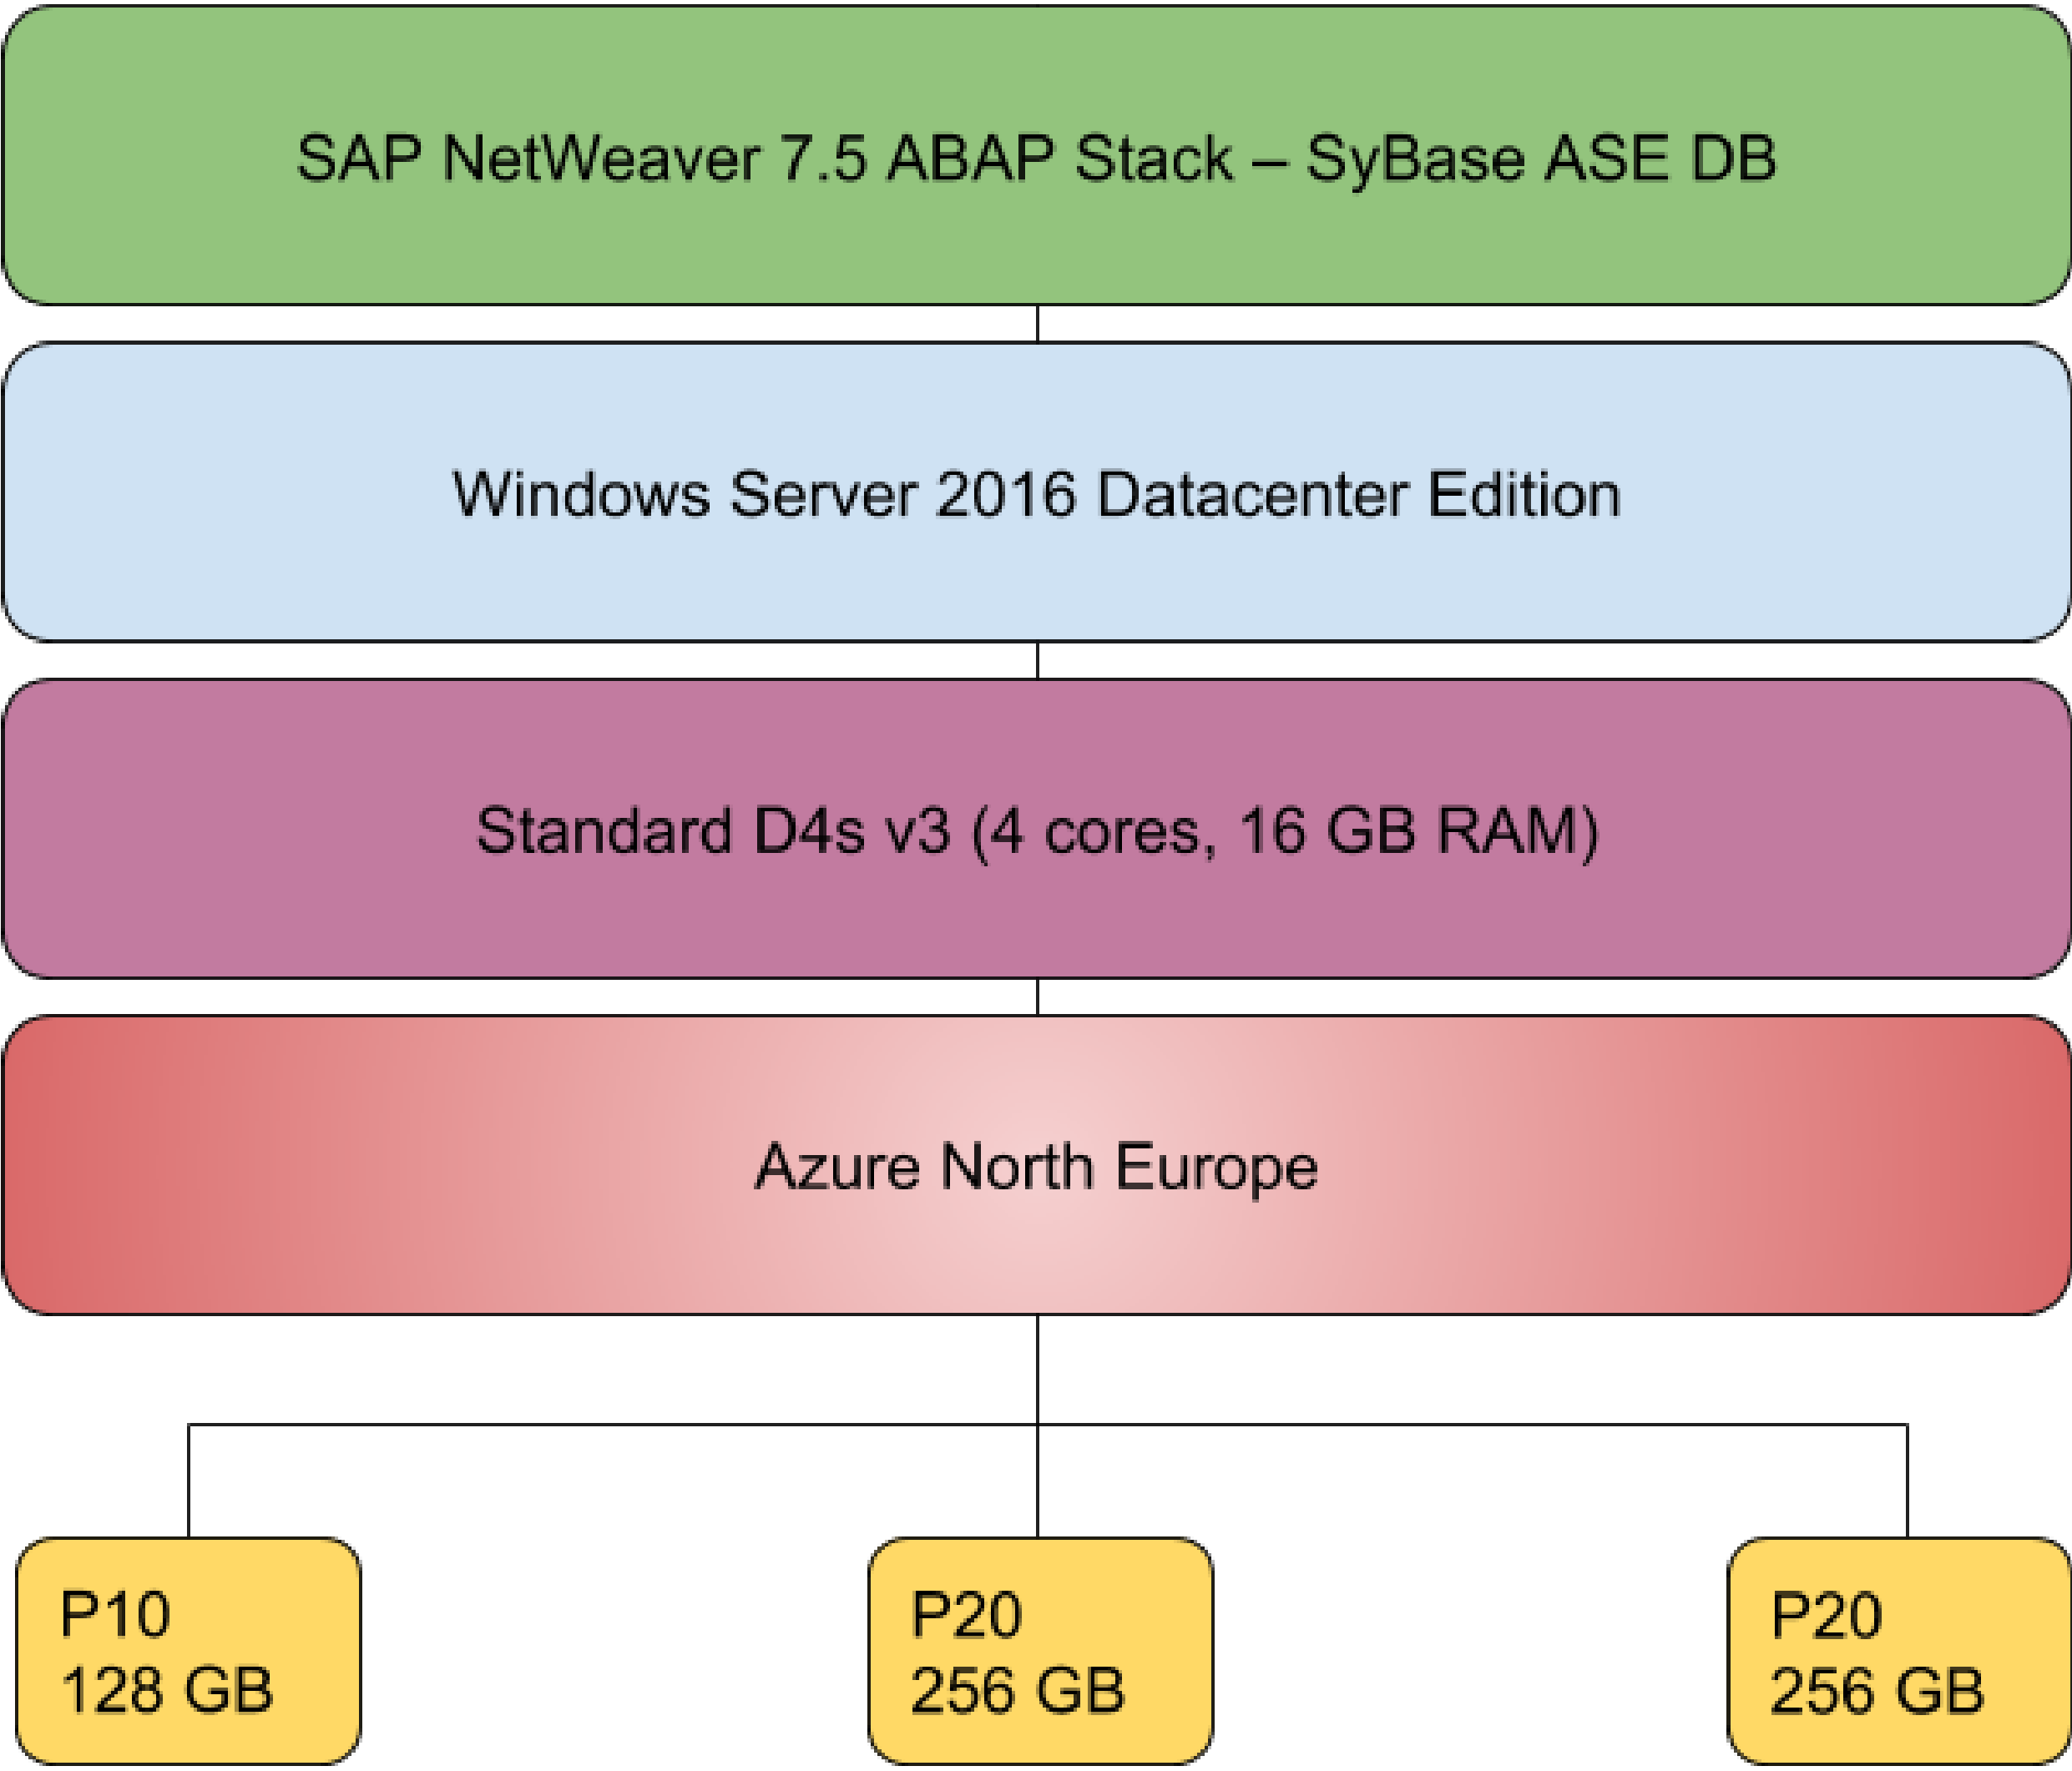 SAP NetWeaver 7.5 ABAP Stack – SyBase ASE DB
Windows Server 2016 Datacenter Edition
Standard D4s v3 (4 cores, 16 GB RAM)
Azure North Europe
P10
128 GB
P20
256 GB
P20
256 GB